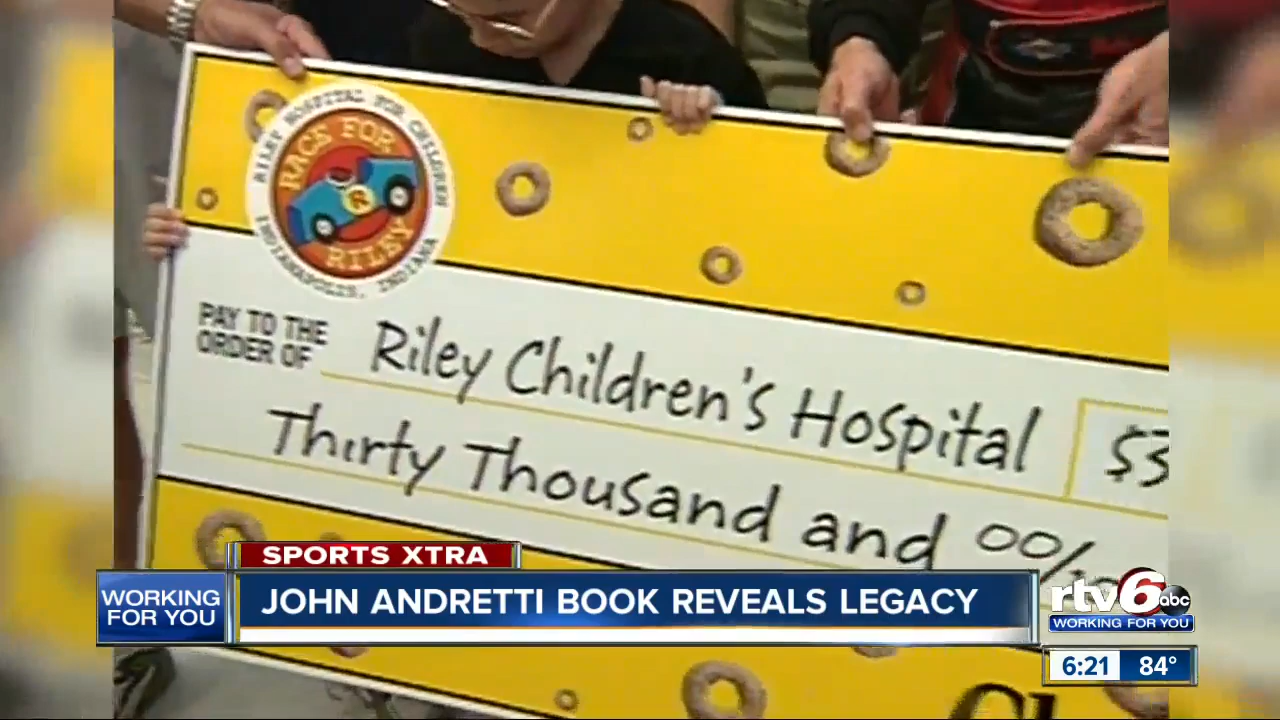 RILEY HOSPITAL FOR CHILDREN
RACE FOR
R
RILEY
INDIANAPOLIS, INDIANA
PAY TO THE
ORDER OF
Riley Children's Hospital
$3
Thirty Thousand and 00/
SPORTS XTRA
WORKING
FOR YOU
JOHN ANDRETTI BOOK REVEALS LEGACY
rtv6 abc
WORKING FOR YOU
6:21 84°